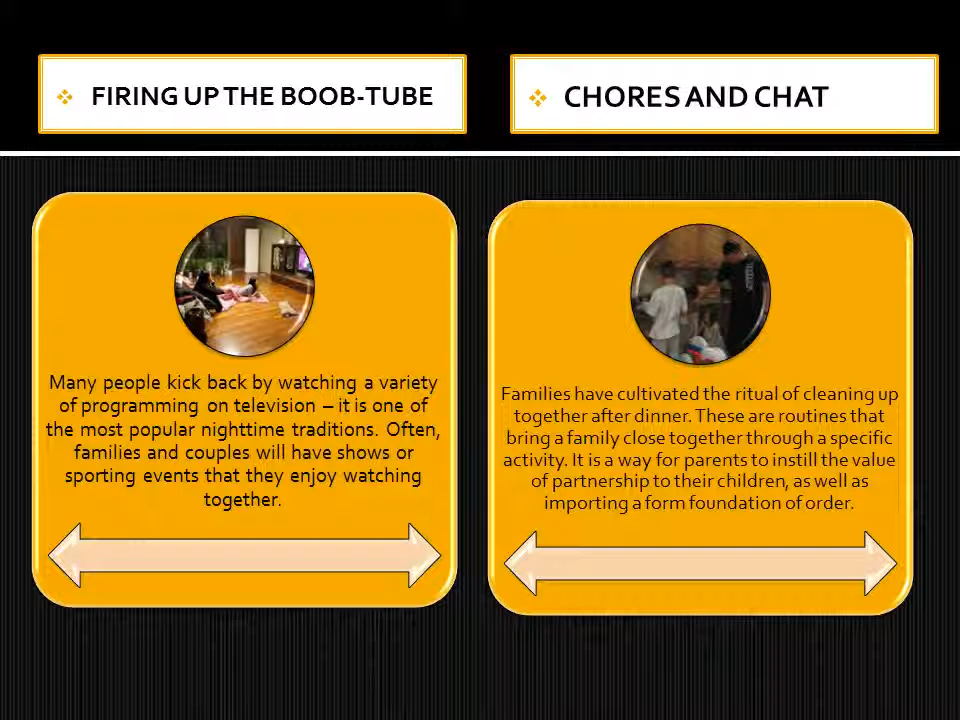 FIRING UP THE BOOB-TUBE
CHORES AND CHAT
Many people kick back by watching a variety
of programming on television – it is one of
the most popular nighttime traditions. Often,
families and couples will have shows or
sporting events that they enjoy watching
together.
Families have cultivated the ritual of cleaning up
together after dinner. These are routines that
bring a family close together through a specific
activity. It is a way for parents to instill the value
of partnership to their children, as well as
importing a form foundation of order.